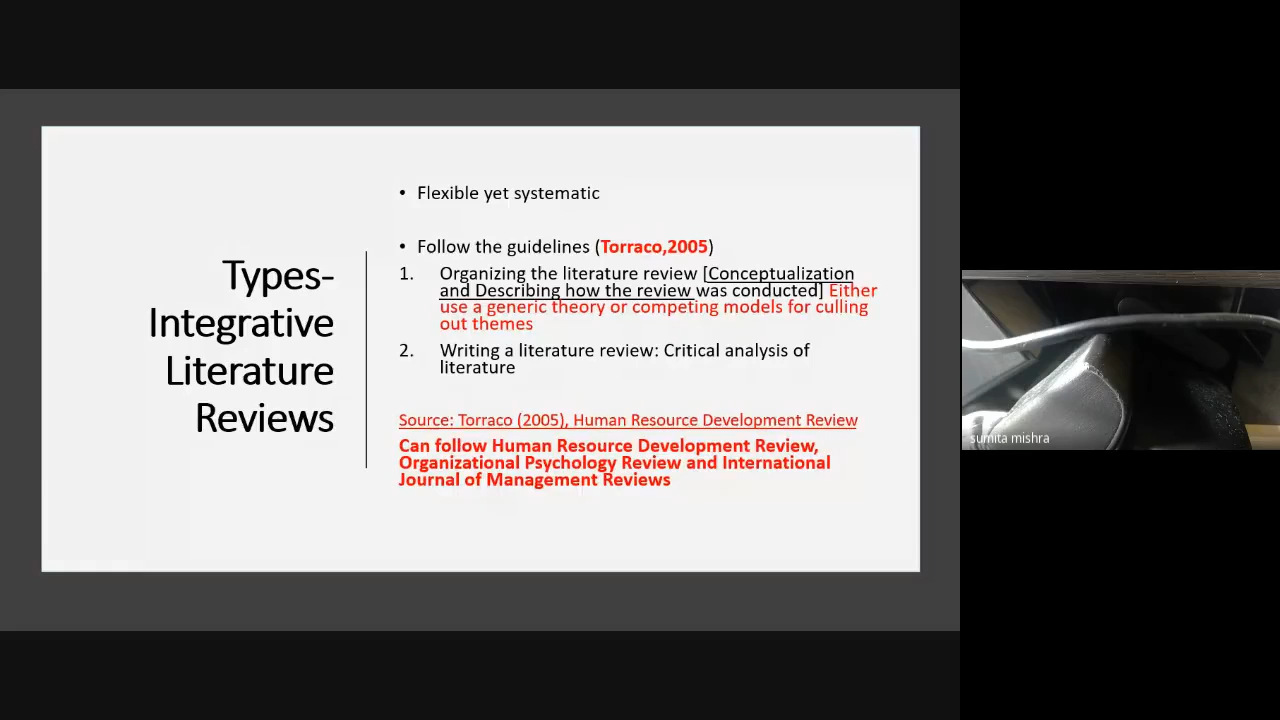 Types-
Integrative
Literature
Reviews
• Flexible yet systematic
• Follow the guidelines (Torraco,2005)
1. Organizing the literature review [Conceptualization
and Describing how the review was conducted] Either
use a generic theory or competing models for culling
out themes
2. Writing a literature review: Critical analysis of
literature
Source: Torraco (2005), Human Resource Development Review
Can follow Human Resource Development Review,
Organizational Psychology Review and International
Journal of Management Reviews
sumita mishra